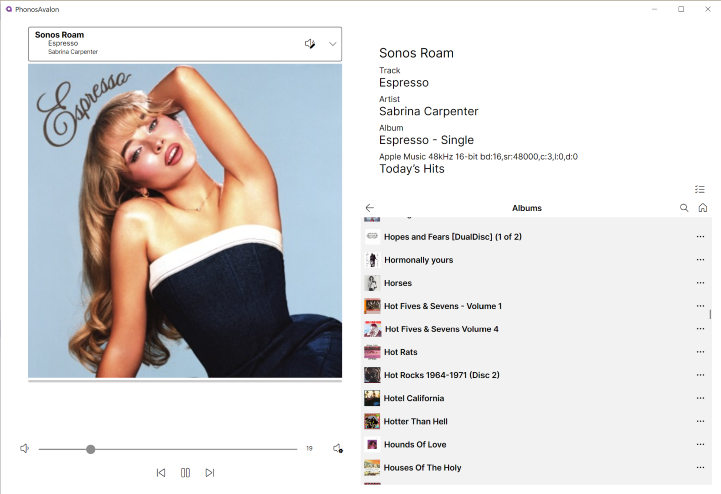 PhonosAvalon
Sonos Roam
Espresso
Sabrina Carpenter
Espresso
19
Sonos Roam
Track
Espresso
Artist
Sabrina Carpenter
Album
Espresso - Single
Apple Music 48kHz 16-bit bd:16,sr:48000,c:3,l:0,d:0
Today's Hits
Albums
Hopes and Fears [DualDisc] (1 of 2)
Hormonally yours
Horses
Hot Fives & Sevens - Volume 1
Hot Fives & Sevens Volume 4
Hot Rats
Hot Rocks 1964-1971 (Disc 2)
Hotel California
Hotter Than Hell
Hounds Of Love
Houses Of The Holy